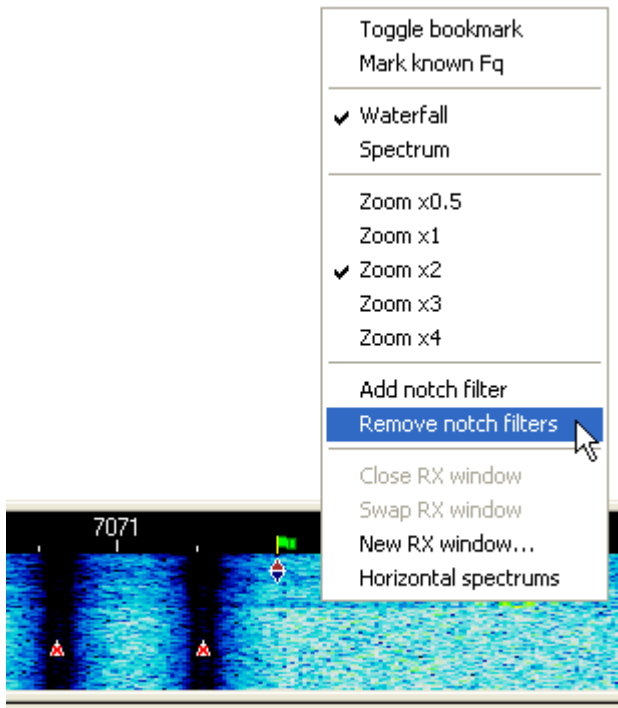 Toggle bookmark
Mark known Fq
Waterfall
Spectrum
Zoom x0.5
Zoom x1
Zoom x2
Zoom x3
Zoom x4
Add notch filter
Remove notch filters
Close RX window
Swap RX window
New RX window...
Horizontal spectrums
7071